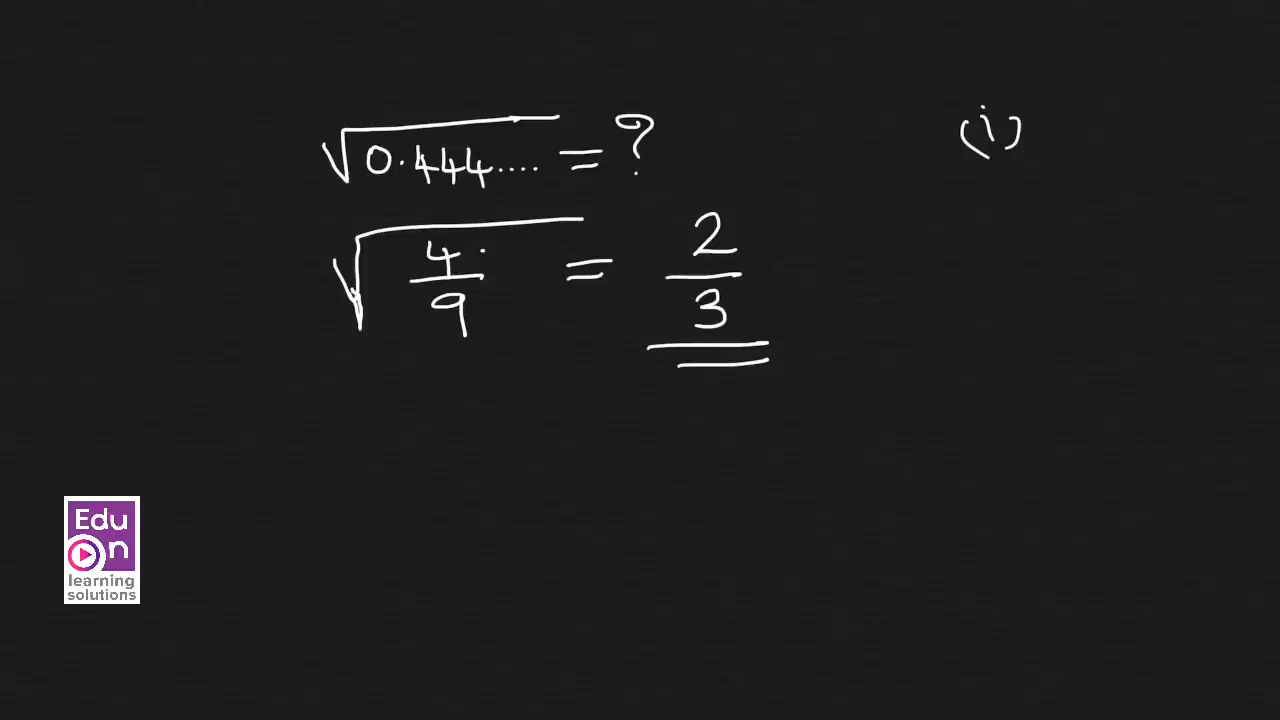 √0.444.... = ?
(i)
√4/9 = 2/3
Edu
On
learning
solutions